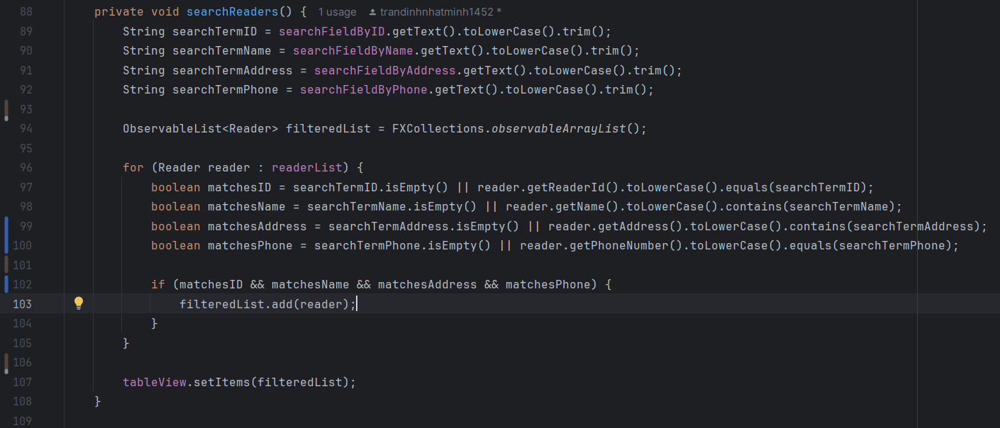 88 private void searchReaders() { 1 usage trandinhnhatminh1452 *
89 String searchTermID = searchFieldByID.getText().toLowerCase().trim();
90 String searchTermName = searchFieldByName.getText().toLowerCase().trim();
91 String searchTermAddress = searchFieldByAddress.getText().toLowerCase().trim();
92 String searchTermPhone = searchFieldByPhone.getText().toLowerCase().trim();
93
94 ObservableList<Reader> filteredList = FXCollections.observableArrayList();
95
96 for (Reader reader : readerList) {
97 boolean matchesID = searchTermID.isEmpty() || reader.getReaderId().toLowerCase().equals(searchTermID);
98 boolean matchesName = searchTermName.isEmpty() || reader.getName().toLowerCase().contains(searchTermName);
99 boolean matchesAddress = searchTermAddress.isEmpty() || reader.getAddress().toLowerCase().contains(searchTermAddress);
100 boolean matchesPhone = searchTermPhone.isEmpty() || reader.getPhoneNumber().toLowerCase().equals(searchTermPhone);
101
102 if (matchesID && matchesName && matchesAddress && matchesPhone) {
103 filteredList.add(reader);
104 }
105 }
106
107 tableView.setItems(filteredList);
108 }
109